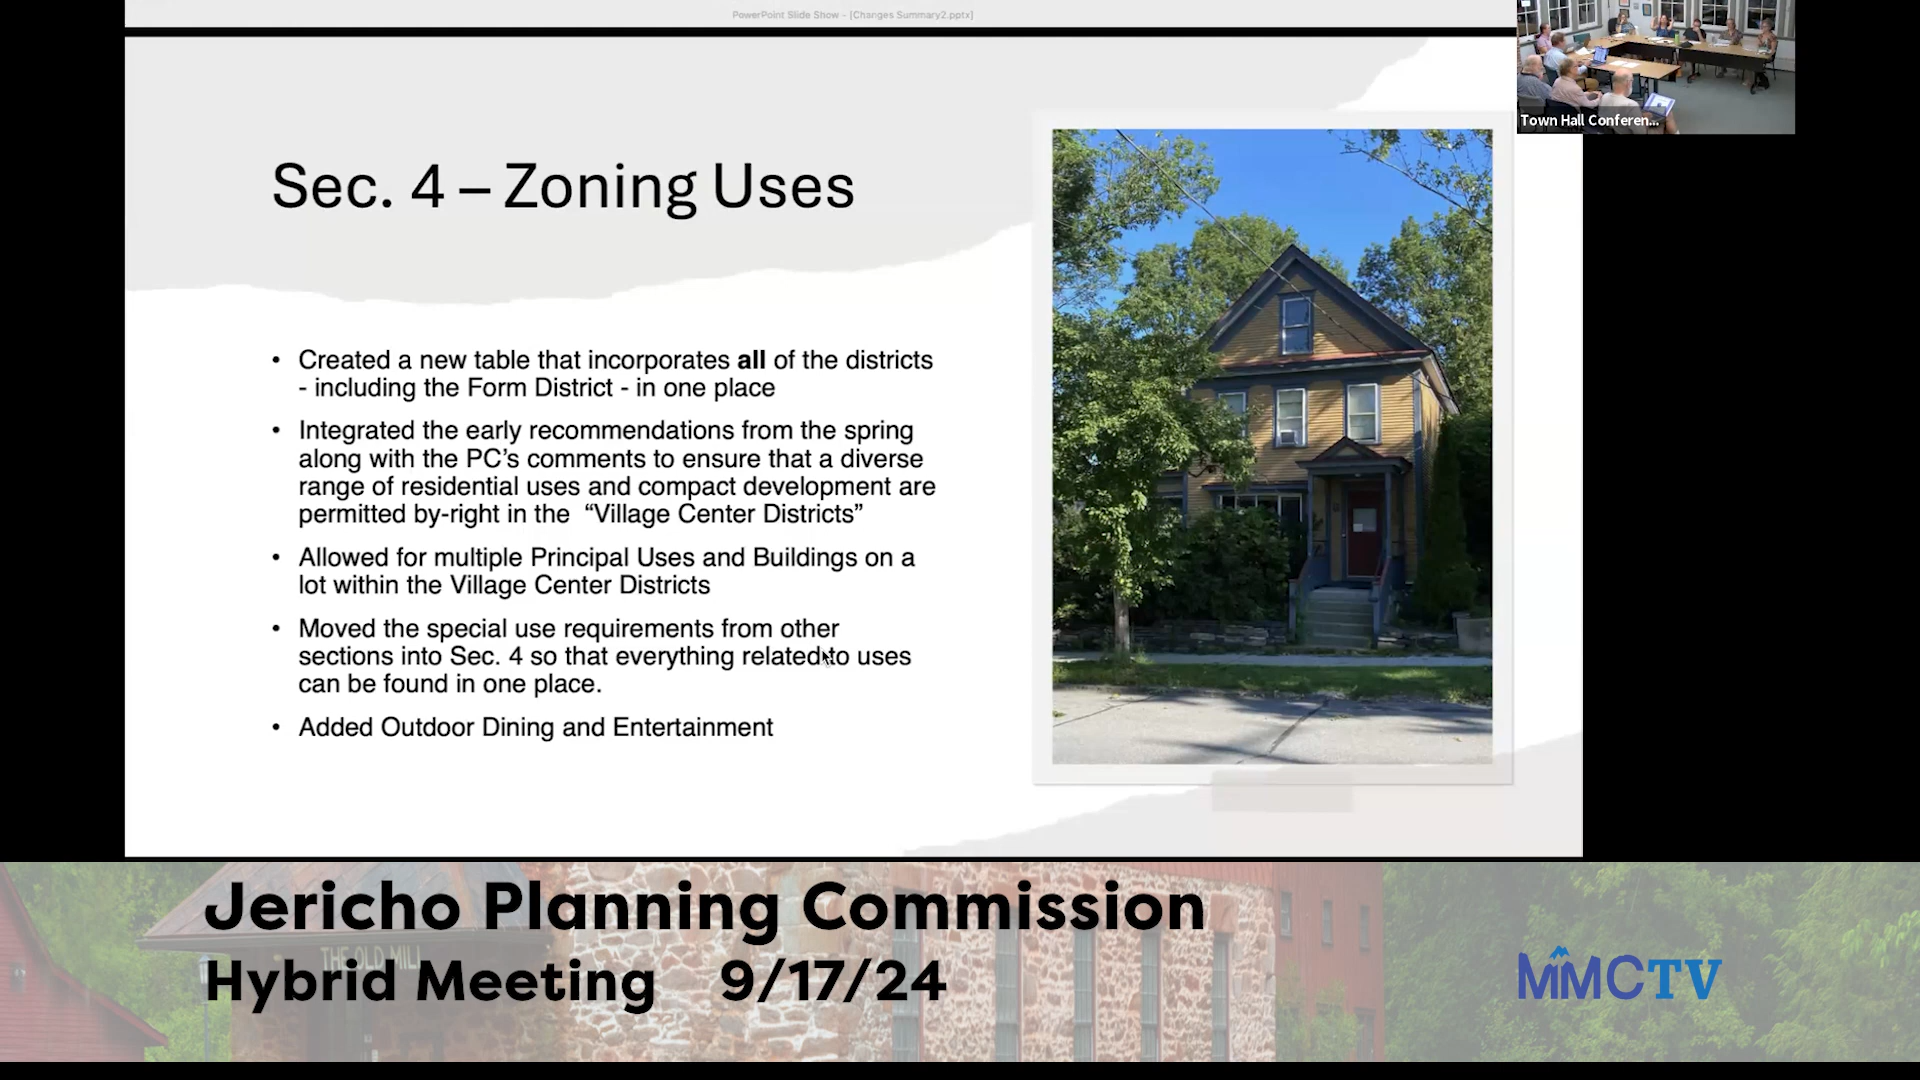 PowerPoint Slide Show - [Changes Summary2.pptx]
Town Hall Conferen...
Sec. 4 – Zoning Uses
• Created a new table that incorporates all of the districts
- including the Form District - in one place
• Integrated the early recommendations from the spring
along with the PC’s comments to ensure that a diverse
range of residential uses and compact development are
permitted by-right in the “Village Center Districts”
• Allowed for multiple Principal Uses and Buildings on a
lot within the Village Center Districts
• Moved the special use requirements from other
sections into Sec. 4 so that everything related to uses
can be found in one place.
• Added Outdoor Dining and Entertainment
Jericho Planning Commission
THE OLD MILL
Hybrid Meeting 9/17/24
MMCTV